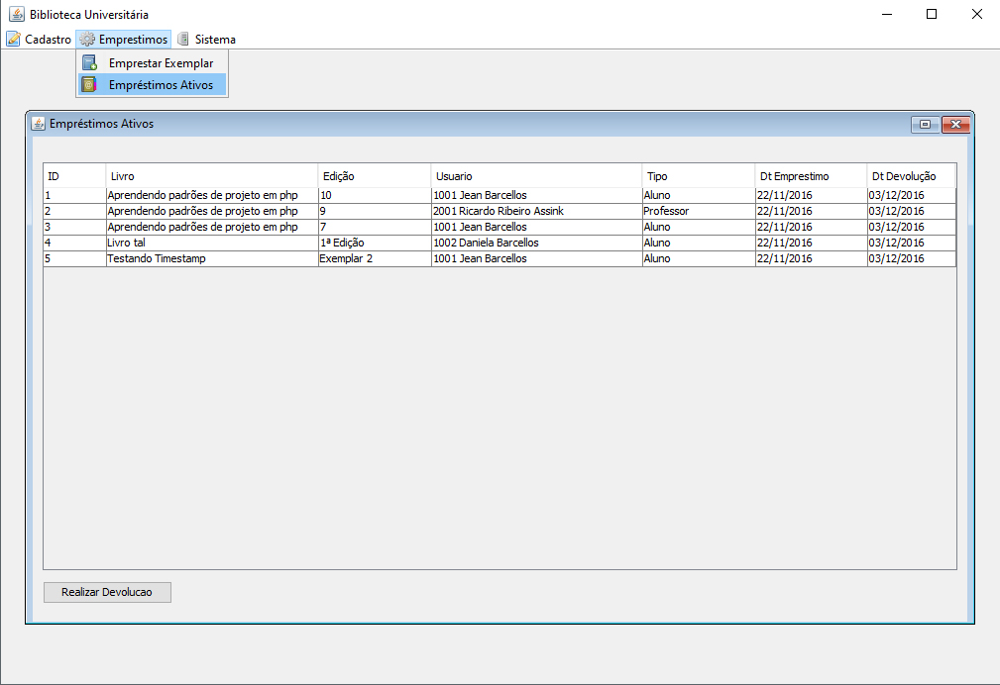 Biblioteca Universitária
Cadastro Emprestimos Sistema
Emprestar Exemplar
Empréstimos Ativos
Empréstimos Ativos
ID Livro Edição Usuario Tipo Dt Emprestimo Dt Devolução
1 Aprendendo padrões de projeto em php 10 1001 Jean Barcellos Aluno 22/11/2016 03/12/2016
2 Aprendendo padrões de projeto em php 9 2001 Ricardo Ribeiro Assink Professor 22/11/2016 03/12/2016
3 Aprendendo padrões de projeto em php 7 1001 Jean Barcellos Aluno 22/11/2016 03/12/2016
4 Livro tal 1ª Edição 1002 Daniela Barcellos Aluno 22/11/2016 03/12/2016
5 Testando Timestamp Exemplar 2 1001 Jean Barcellos Aluno 22/11/2016 03/12/2016
Realizar Devolucao